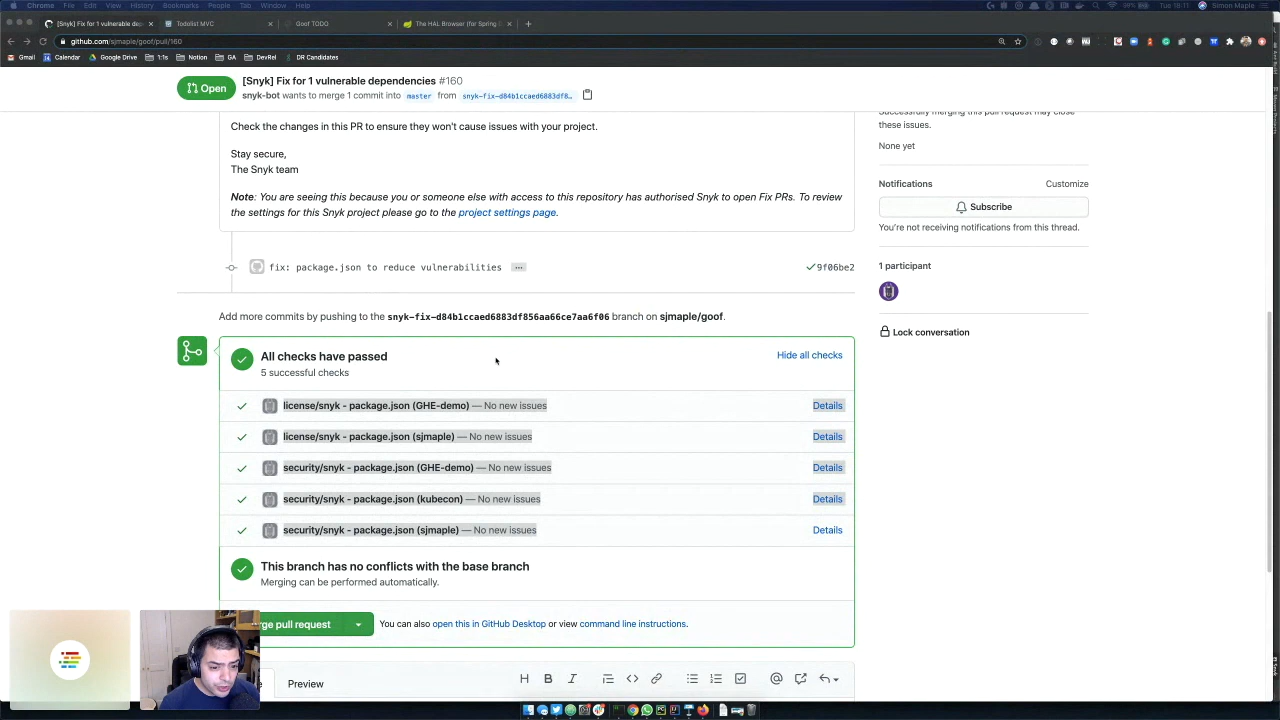 Chrome File Edit View History Bookmarks People Tab Window Help
Tue 18:11 Simon Maple
[Snyk] Fix for 1 vulnerable dep
Todolist MVC
Goof TODO
The HAL Browser (for Spring
github.com/sjmaple/goof/pull/160
Gmail Calendar Google Drive 1:1s Notion GA DevRel DR Candidates
Open
[Snyk] Fix for 1 vulnerable dependencies #160
snyk-bot wants to merge 1 commit into master from snyk-fix-d84b1ccaed6883df8…
Check the changes in this PR to ensure they won't cause issues with your project.
Stay secure,
The Snyk team
Note: You are seeing this because you or someone else with access to this repository has authorised Snyk to open Fix PRs. To review
the settings for this Snyk project please go to the project settings page.
fix: package.json to reduce vulnerabilities … 9f06be2
Add more commits by pushing to the snyk-fix-d84b1ccaed6883df856aa66ce7aa6f06 branch on sjmaple/goof.
All checks have passed
5 successful checks
Hide all checks
license/snyk - package.json (GHE-demo) — No new issues Details
license/snyk - package.json (sjmaple) — No new issues Details
security/snyk - package.json (GHE-demo) — No new issues Details
security/snyk - package.json (kubecon) — No new issues Details
security/snyk - package.json (sjmaple) — No new issues Details
This branch has no conflicts with the base branch
Merging can be performed automatically.
rge pull request
You can also open this in GitHub Desktop or view command line instructions.
Preview
Successfully merging this pull request may close
these issues.
None yet
Notifications Customize
Subscribe
You're not receiving notifications from this thread.
1 participant
Lock conversation